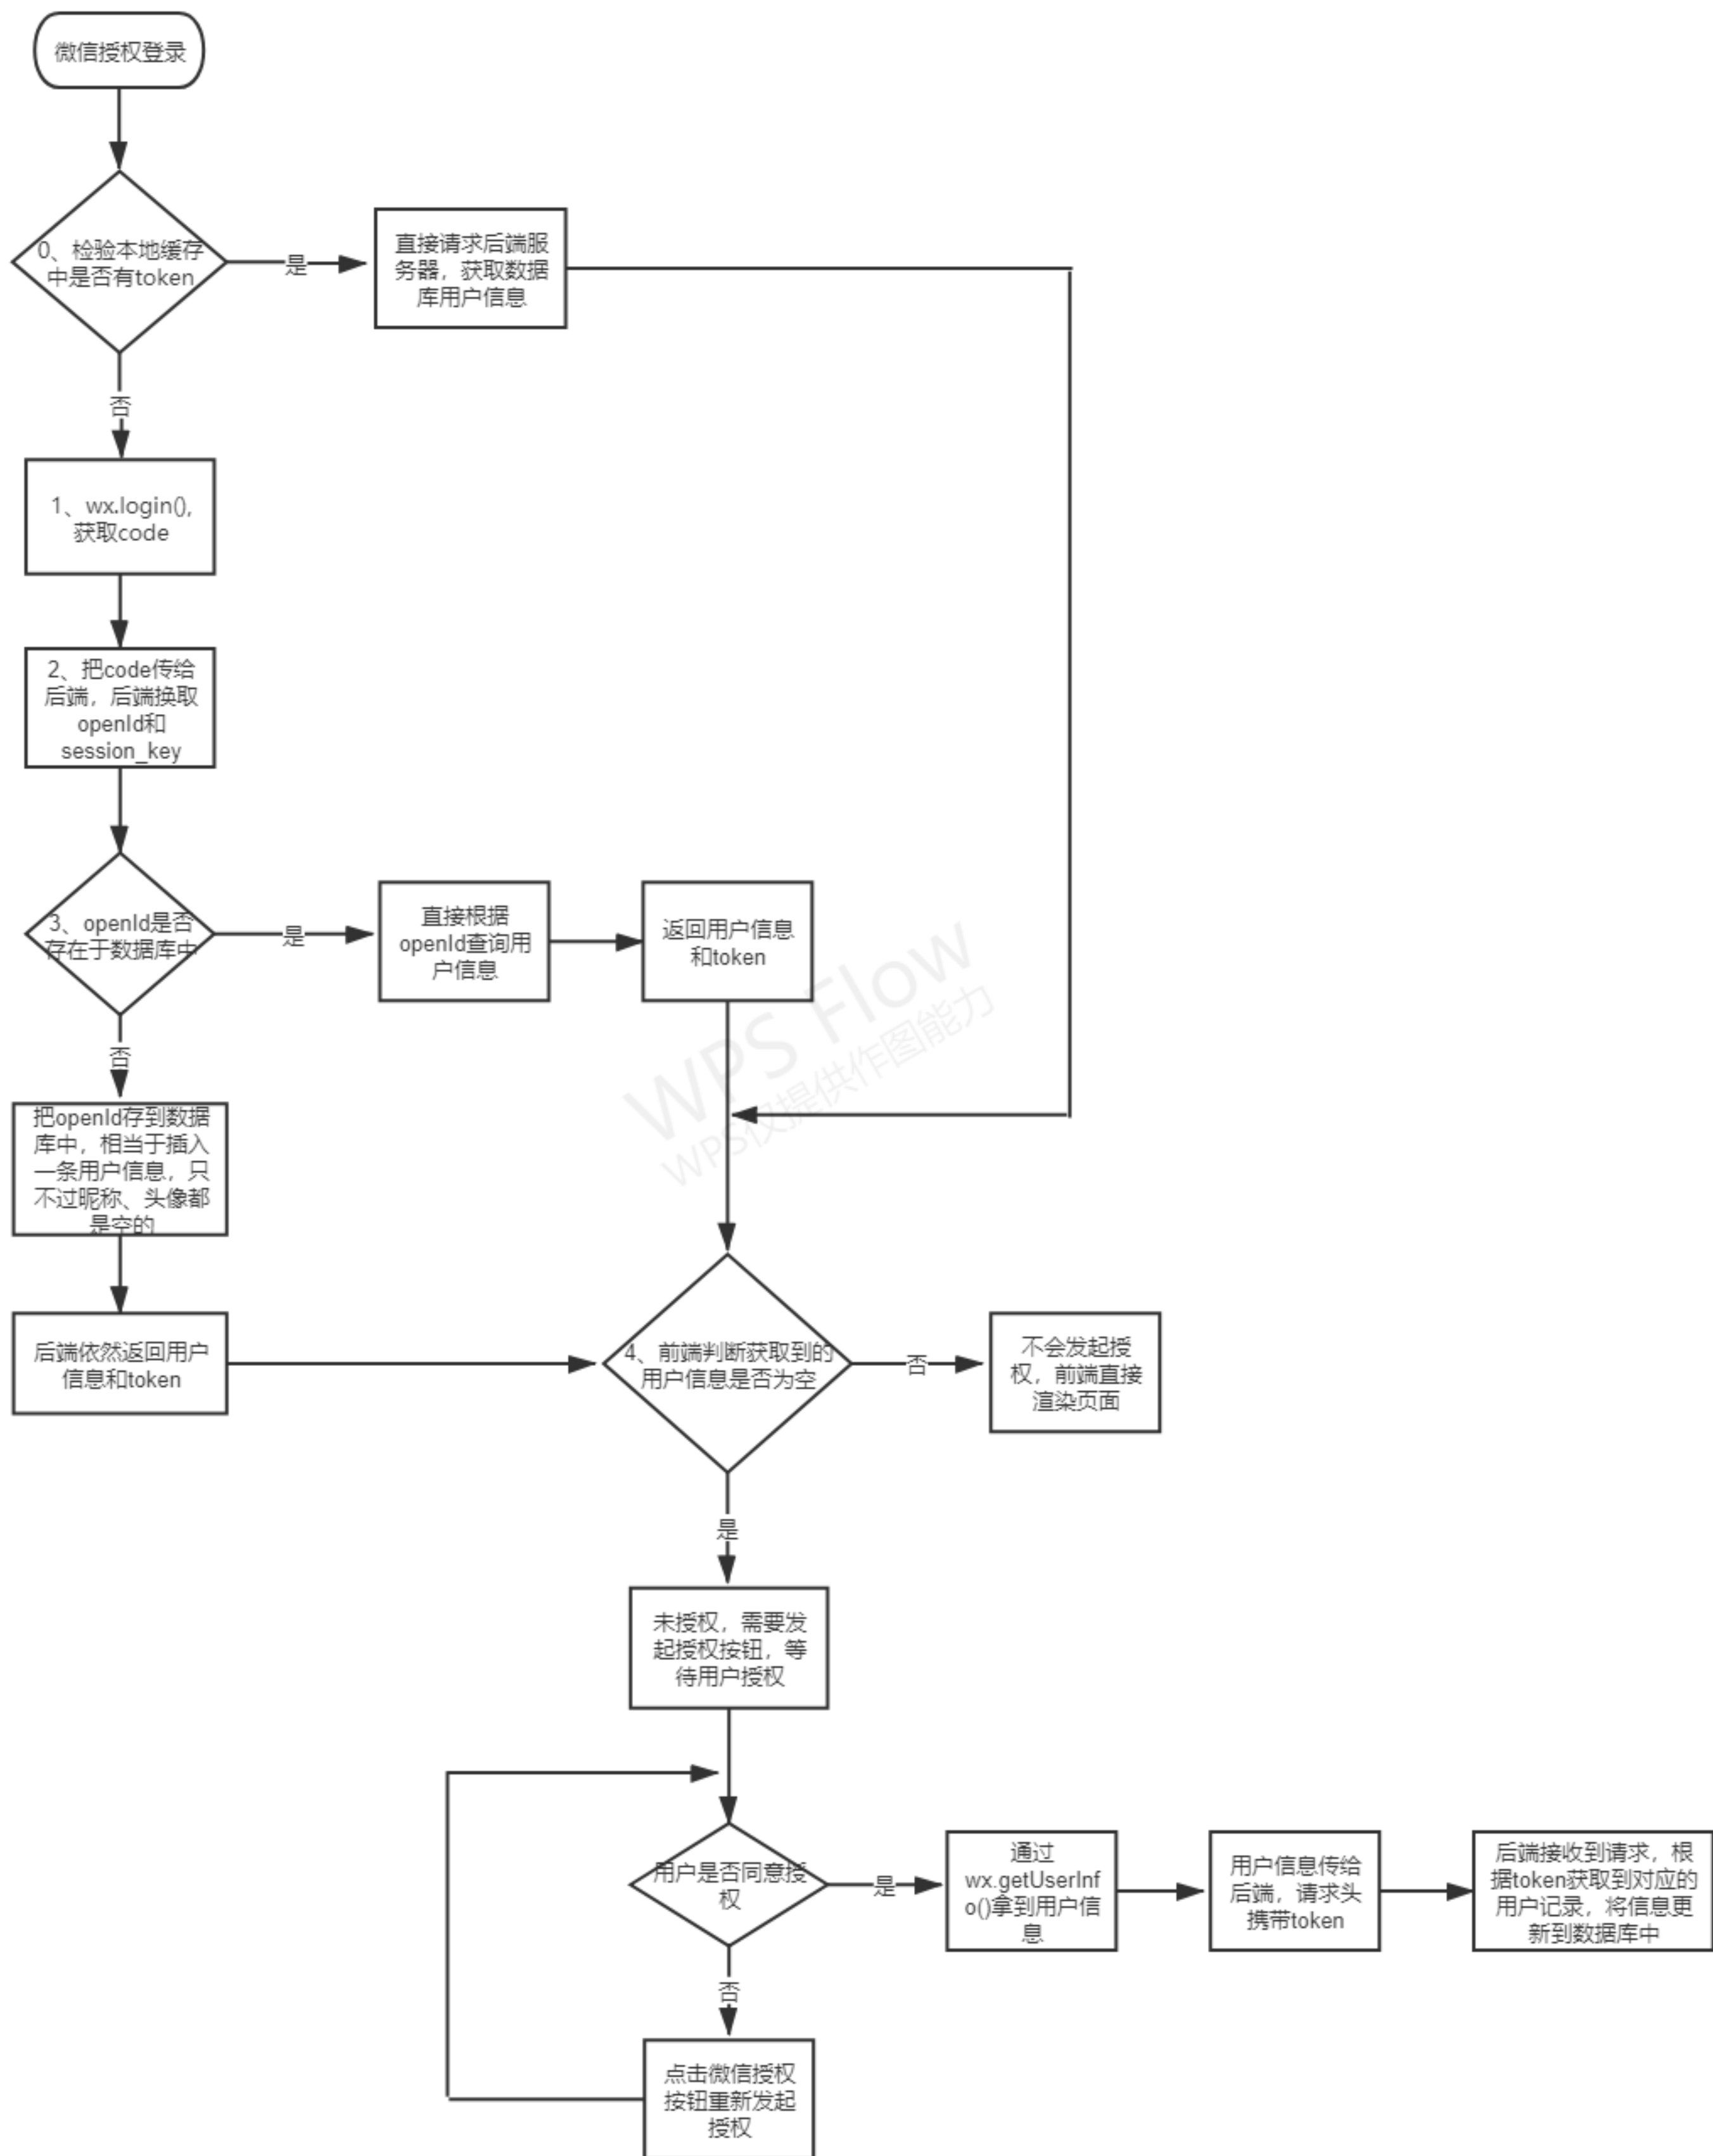 微信授权登录
0、检验本地缓存
中是否有token
是
直接请求后端服
务器，获取数据
库用户信息
否
1、wx.login(),
获取code
2、把code传给
后端，后端换取
openId和
session_key
3、openId是否
存在于数据库中
是
直接根据
openId查询用
户信息
返回用户信息
和token
WPS Flow
WPS仅提供作图能力
否
把openId存到数据
库中，相当于插入
一条用户信息，只
不过昵称、头像都
是空的
后端依然返回用户
信息和token
4、前端判断获取到的
用户信息是否为空
否
不会发起授
权，前端直接
渲染页面
是
未授权，需要发
起授权按钮，等
待用户授权
用户是否同意授
权
是
通过
wx.getUserInf
o()拿到用户信
息
用户信息传给
后端，请求头
携带token
后端接收到请求，根
据token获取到对应的
用户记录，将信息更
新到数据库中
否
点击微信授权
按钮重新发起
授权